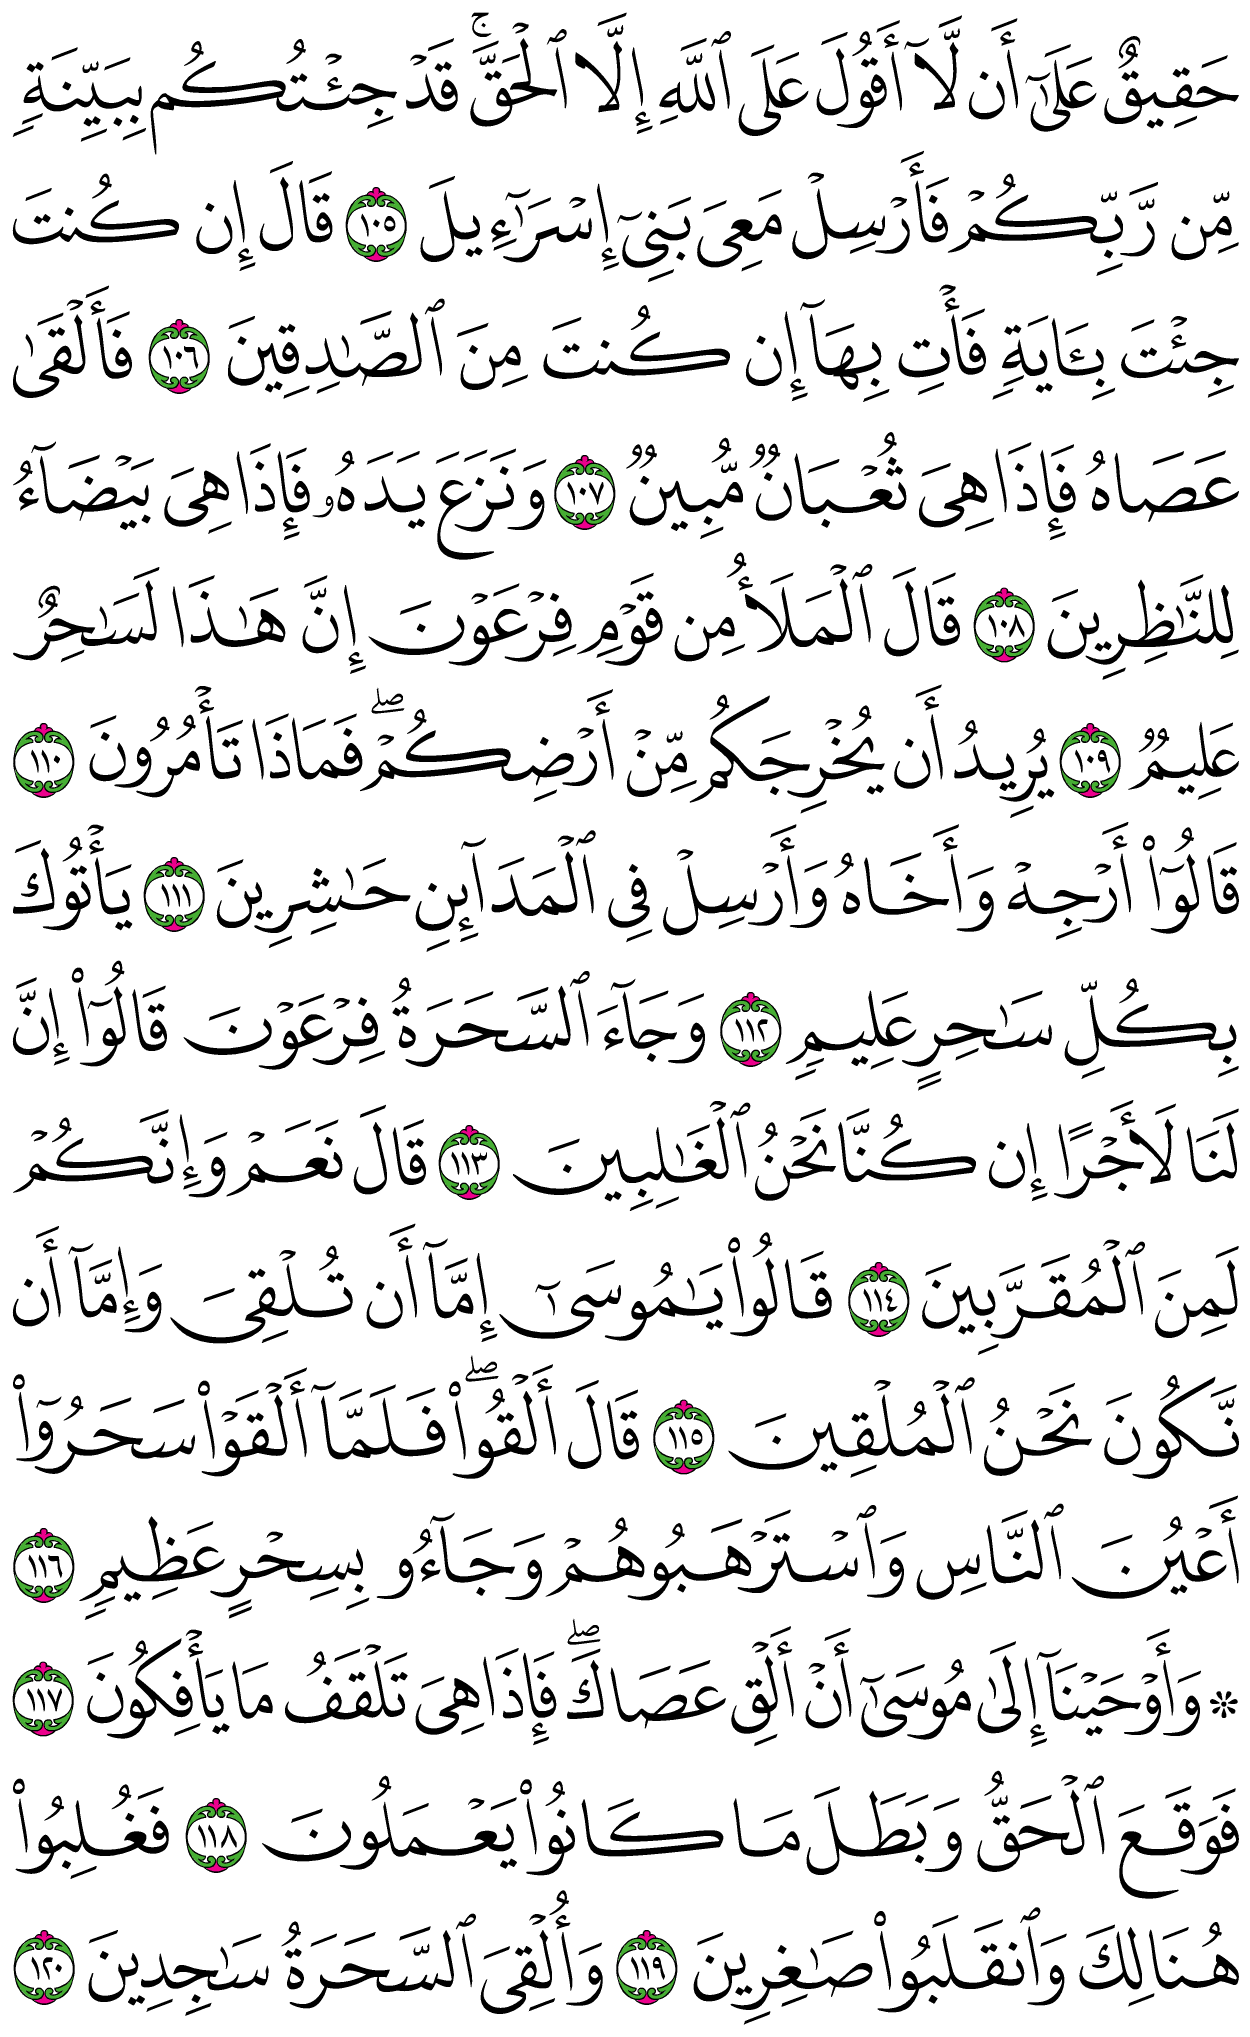 حَقِيقٌ عَلَىٰٓ أَن لَّآ أَقُولَ عَلَى ٱللَّهِ إِلَّا ٱلْحَقَّۚ قَدْ جِئْتُكُم بِبَيِّنَةٍ
مِّن رَّبِّكُمْ فَأَرْسِلْ مَعِىَ بَنِىٓ إِسْرَٰٓءِيلَ ١٠٥ قَالَ إِن كُنتَ
جِئْتَ بِـَٔايَةٍ فَأْتِ بِهَآ إِن كُنتَ مِنَ ٱلصَّـٰدِقِينَ ١٠٦ فَأَلْقَىٰ
عَصَاهُ فَإِذَا هِىَ ثُعْبَانٌ مُّبِينٌ ١٠٧ وَنَزَعَ يَدَهُۥ فَإِذَا هِىَ بَيْضَآءُ
لِلنَّـٰظِرِينَ ١٠٨ قَالَ ٱلْمَلَأُ مِن قَوْمِ فِرْعَوْنَ إِنَّ هَـٰذَا لَسَـٰحِرٌ
عَلِيمٌ ١٠٩ يُرِيدُ أَن يُخْرِجَكُم مِّنْ أَرْضِكُمْۖ فَمَاذَا تَأْمُرُونَ ١١٠
قَالُوٓا۟ أَرْجِهْ وَأَخَاهُ وَأَرْسِلْ فِى ٱلْمَدَآئِنِ حَـٰشِرِينَ ١١١ يَأْتُوكَ
بِكُلِّ سَـٰحِرٍ عَلِيمٍ ١١٢ وَجَآءَ ٱلسَّحَرَةُ فِرْعَوْنَ قَالُوٓا۟ إِنَّ
لَنَا لَأَجْرًا إِن كُنَّا نَحْنُ ٱلْغَـٰلِبِينَ ١١٣ قَالَ نَعَمْ وَإِنَّكُمْ
لَمِنَ ٱلْمُقَرَّبِينَ ١١٤ قَالُوا۟ يَـٰمُوسَىٰٓ إِمَّآ أَن تُلْقِىَ وَإِمَّآ أَن
نَّكُونَ نَحْنُ ٱلْمُلْقِينَ ١١٥ قَالَ أَلْقُوا۟ۖ فَلَمَّآ أَلْقَوْا۟ سَحَرُوٓا۟
أَعْيُنَ ٱلنَّاسِ وَٱسْتَرْهَبُوهُمْ وَجَآءُو بِسِحْرٍ عَظِيمٍ ١١٦
۞ وَأَوْحَيْنَآ إِلَىٰ مُوسَىٰٓ أَنْ أَلْقِ عَصَاكَۖ فَإِذَا هِىَ تَلْقَفُ مَا يَأْفِكُونَ ١١٧
فَوَقَعَ ٱلْحَقُّ وَبَطَلَ مَا كَانُوا۟ يَعْمَلُونَ ١١٨ فَغُلِبُوا۟
هُنَالِكَ وَٱنقَلَبُوا۟ صَـٰغِرِينَ ١١٩ وَأُلْقِىَ ٱلسَّحَرَةُ سَـٰجِدِينَ ١٢٠